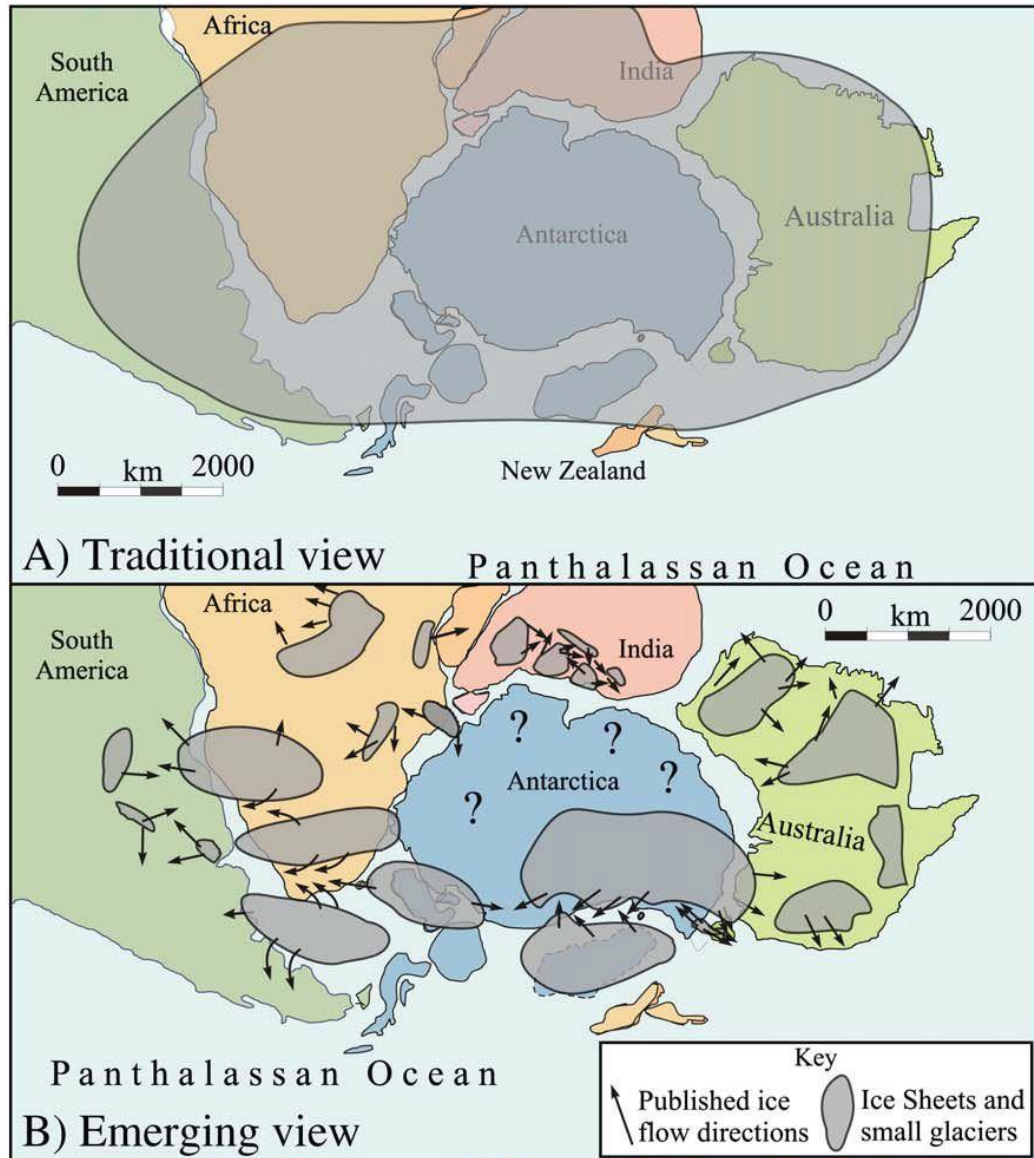 Africa
South
America
India
Australia
Antarctica
0 km 2000
New Zealand
A) Traditional view
Panthalassan Ocean
0 km 2000
Africa
South
America
India
?
?
?
?
Antarctica
Australia
Panthalassan Ocean
B) Emerging view
Key
Published ice
flow directions
Ice Sheets and
small glaciers